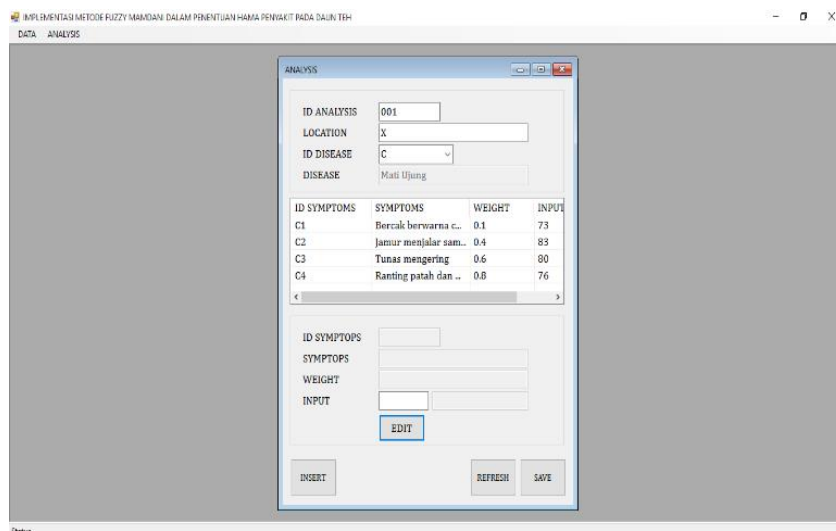 IMPLEMENTASI METODE FUZZY MAMDANI DALAM PENENTUAN HAMA PENYAKIT PADA DAUN TEH
DATA ANALYSIS
ANALYSIS
ID ANALYSIS 001
LOCATION X
ID DISEASE C
DISEASE Mati Ujung
ID SYMPTOMS SYMPTOMS WEIGHT INPUT
C1 Bercak berwarna c... 0.1 73
C2 Jamur menjalar sam... 0.4 83
C3 Tunas mengering 0.6 80
C4 Ranting patah dan ... 0.8 76
ID SYMPTOPS
SYMPTOPS
WEIGHT
INPUT
EDIT
INSERT REFRESH SAVE
Status